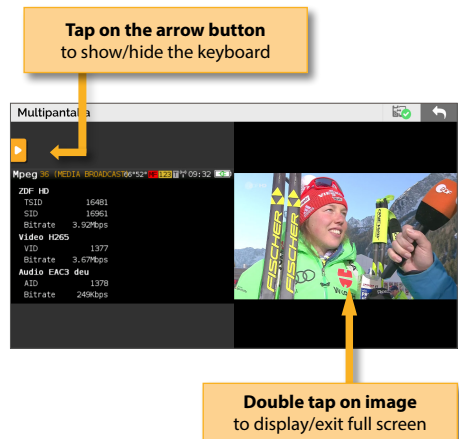 Tap on the arrow button
to show/hide the keyboard
Multipantalla
Mpeg 36 (MEDIA BROADCAST 09:32
ZDF HD
TSID 16481
SID 16961
Bitrate 3.92Mbps
Video H265
VID 1377
Bitrate 3.67Mbps
Audio EAC3 deu
AID 1378
Bitrate 249Kbps
FISCHER
FISCHER
ZDF
Double tap on image
to display/exit full screen